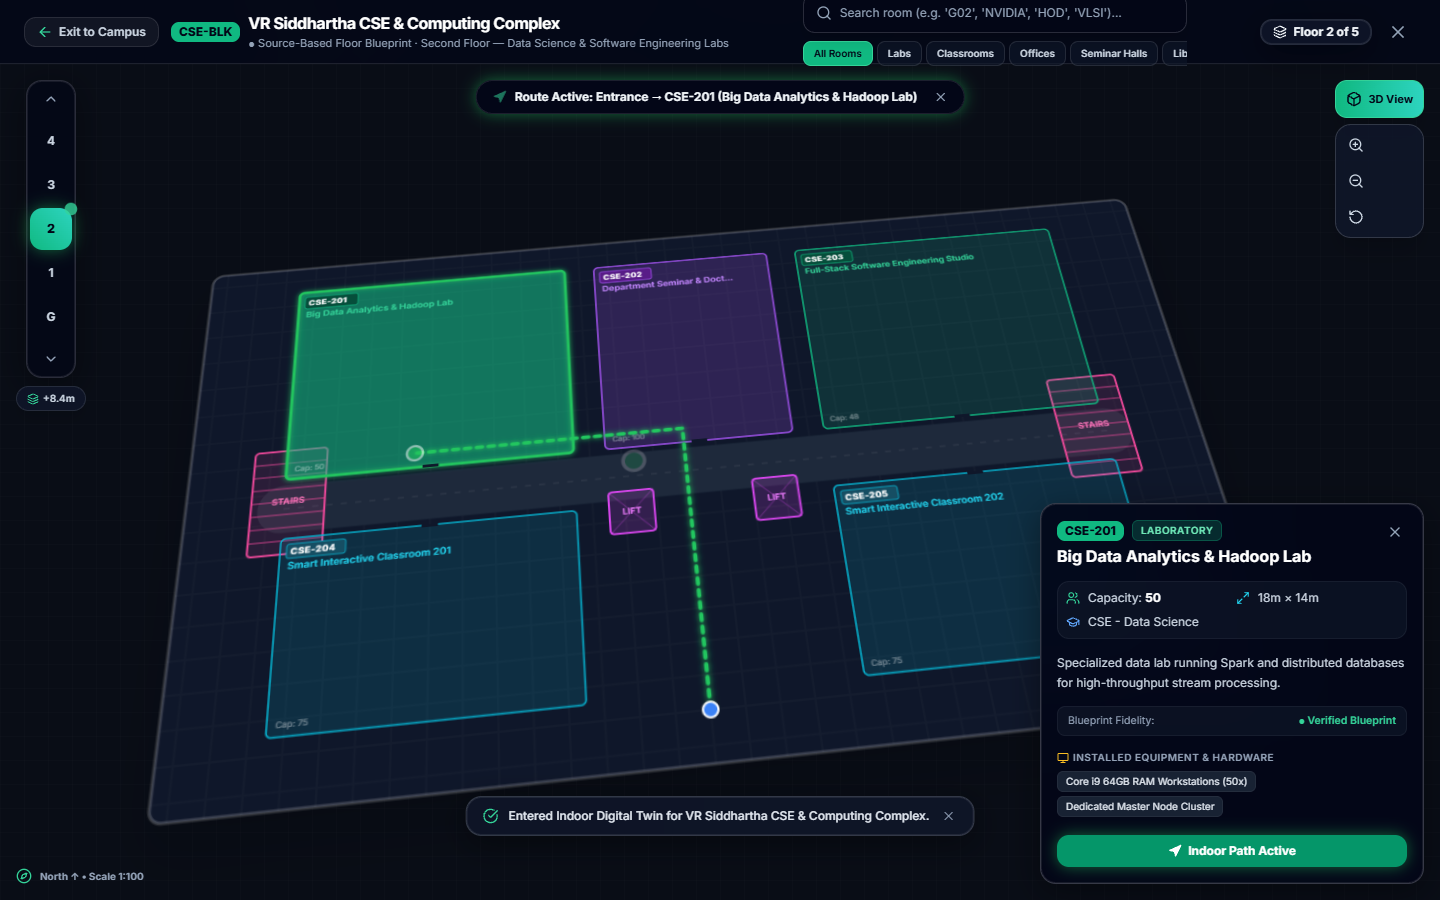 Exit to Campus
CSE-BLK
VR Siddhartha CSE & Computing Complex
● Source-Based Floor Blueprint · Second Floor — Data Science & Software Engineering Labs
Search room (e.g. 'G02', 'NVIDIA', 'HOD', 'VLSI')...
All Rooms
Labs
Classrooms
Offices
Seminar Halls
Lib
Floor 2 of 5
Route Active: Entrance → CSE-201 (Big Data Analytics & Hadoop Lab)
3D View
4
3
2
1
G
+8.4m
CSE-201
Big Data Analytics & Hadoop Lab
Cap: 50
CSE-202
Department Seminar & Doct...
Cap: 100
CSE-203
Full-Stack Software Engineering Studio
Cap: 48
STAIRS
STAIRS
LIFT
LIFT
CSE-204
Smart Interactive Classroom 201
Cap: 75
CSE-205
Smart Interactive Classroom 202
Cap: 75
CSE-201
LABORATORY
Big Data Analytics & Hadoop Lab
Capacity: 50
18m × 14m
CSE - Data Science
Specialized data lab running Spark and distributed databases
for high-throughput stream processing.
Blueprint Fidelity:
● Verified Blueprint
INSTALLED EQUIPMENT & HARDWARE
Core i9 64GB RAM Workstations (50x)
Dedicated Master Node Cluster
Indoor Path Active
Entered Indoor Digital Twin for VR Siddhartha CSE & Computing Complex.
North ↑ • Scale 1:100